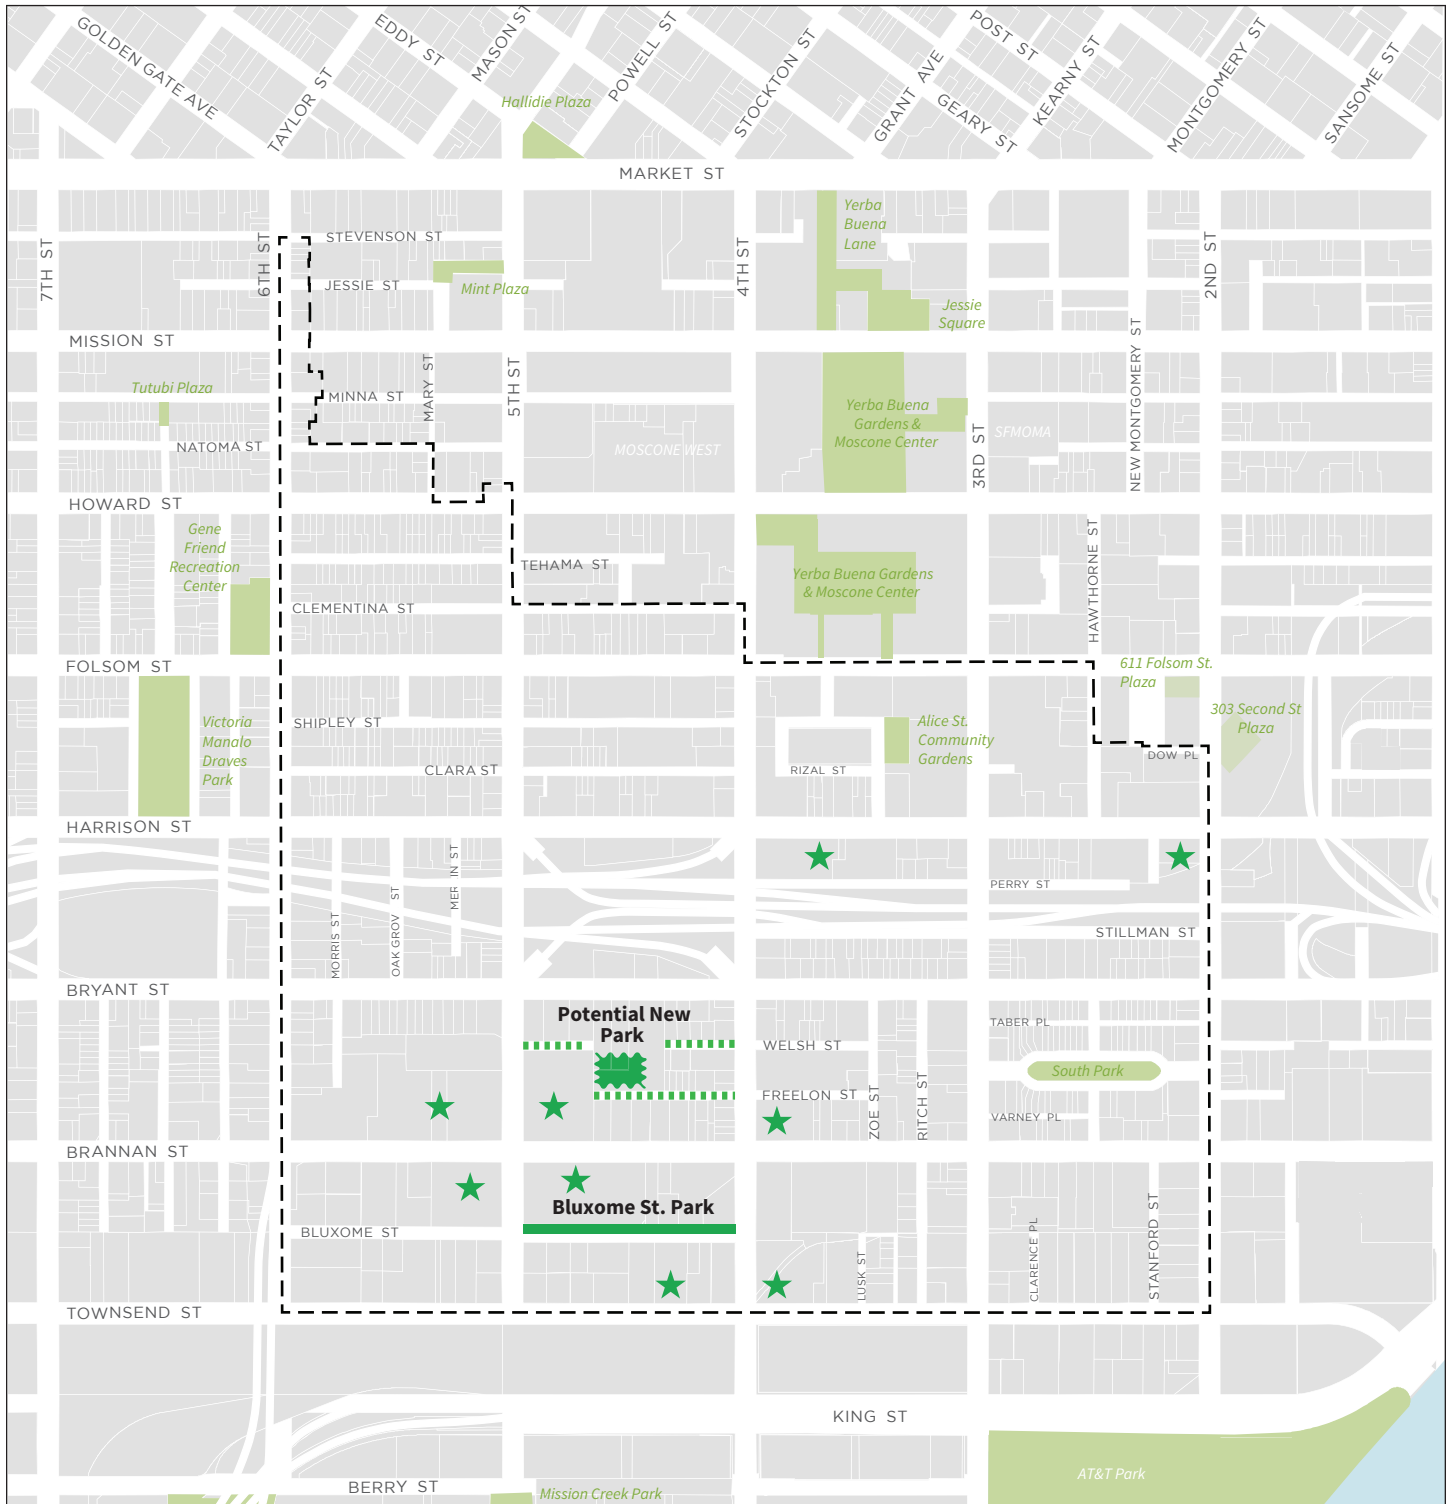 GOLDEN GATE AVE
TAYLOR ST
EDDY ST
MASON ST
POWELL ST
STOCKTON ST
GRANT AVE
POST ST
GEARY ST
KEARNY ST
MONTGOMERY ST
SANSOME ST
Hallidie Plaza
MARKET ST
7TH ST
6TH ST
STEVENSON ST
JESSIE ST
Mint Plaza
4TH ST
Yerba
Buena
Lane
Jessie
Square
2ND ST
MISSION ST
Tutubi Plaza
MINNA ST
MARY ST
5TH ST
NATOMA ST
MOSCONE WEST
Yerba Buena
Gardens &
Moscone Center
3RD ST
SFMOMA
NEW MONTGOMERY ST
HOWARD ST
Gene
Friend
Recreation
Center
TEHAMA ST
CLEMENTINA ST
Yerba Buena Gardens
& Moscone Center
HAWTHORNE ST
FOLSOM ST
611 Folsom St.
Plaza
303 Second St
Plaza
Victoria
Manalo
Draves
Park
SHIPLEY ST
CLARA ST
RIZAL ST
Alice St.
Community
Gardens
DOW PL
HARRISON ST
MORRIS ST
OAK GROV ST
MER IN ST
PERRY ST
STILLMAN ST
BRYANT ST
Potential New
Park
WELSH ST
FREELON ST
ZOE ST
RITCH ST
TABER PL
South Park
VARNEY PL
BRANNAN ST
Bluxome St. Park
BLUXOME ST
LUSK ST
CLARENCE PL
STANFORD ST
TOWNSEND ST
KING ST
BERRY ST
Mission Creek Park
AT&T Park